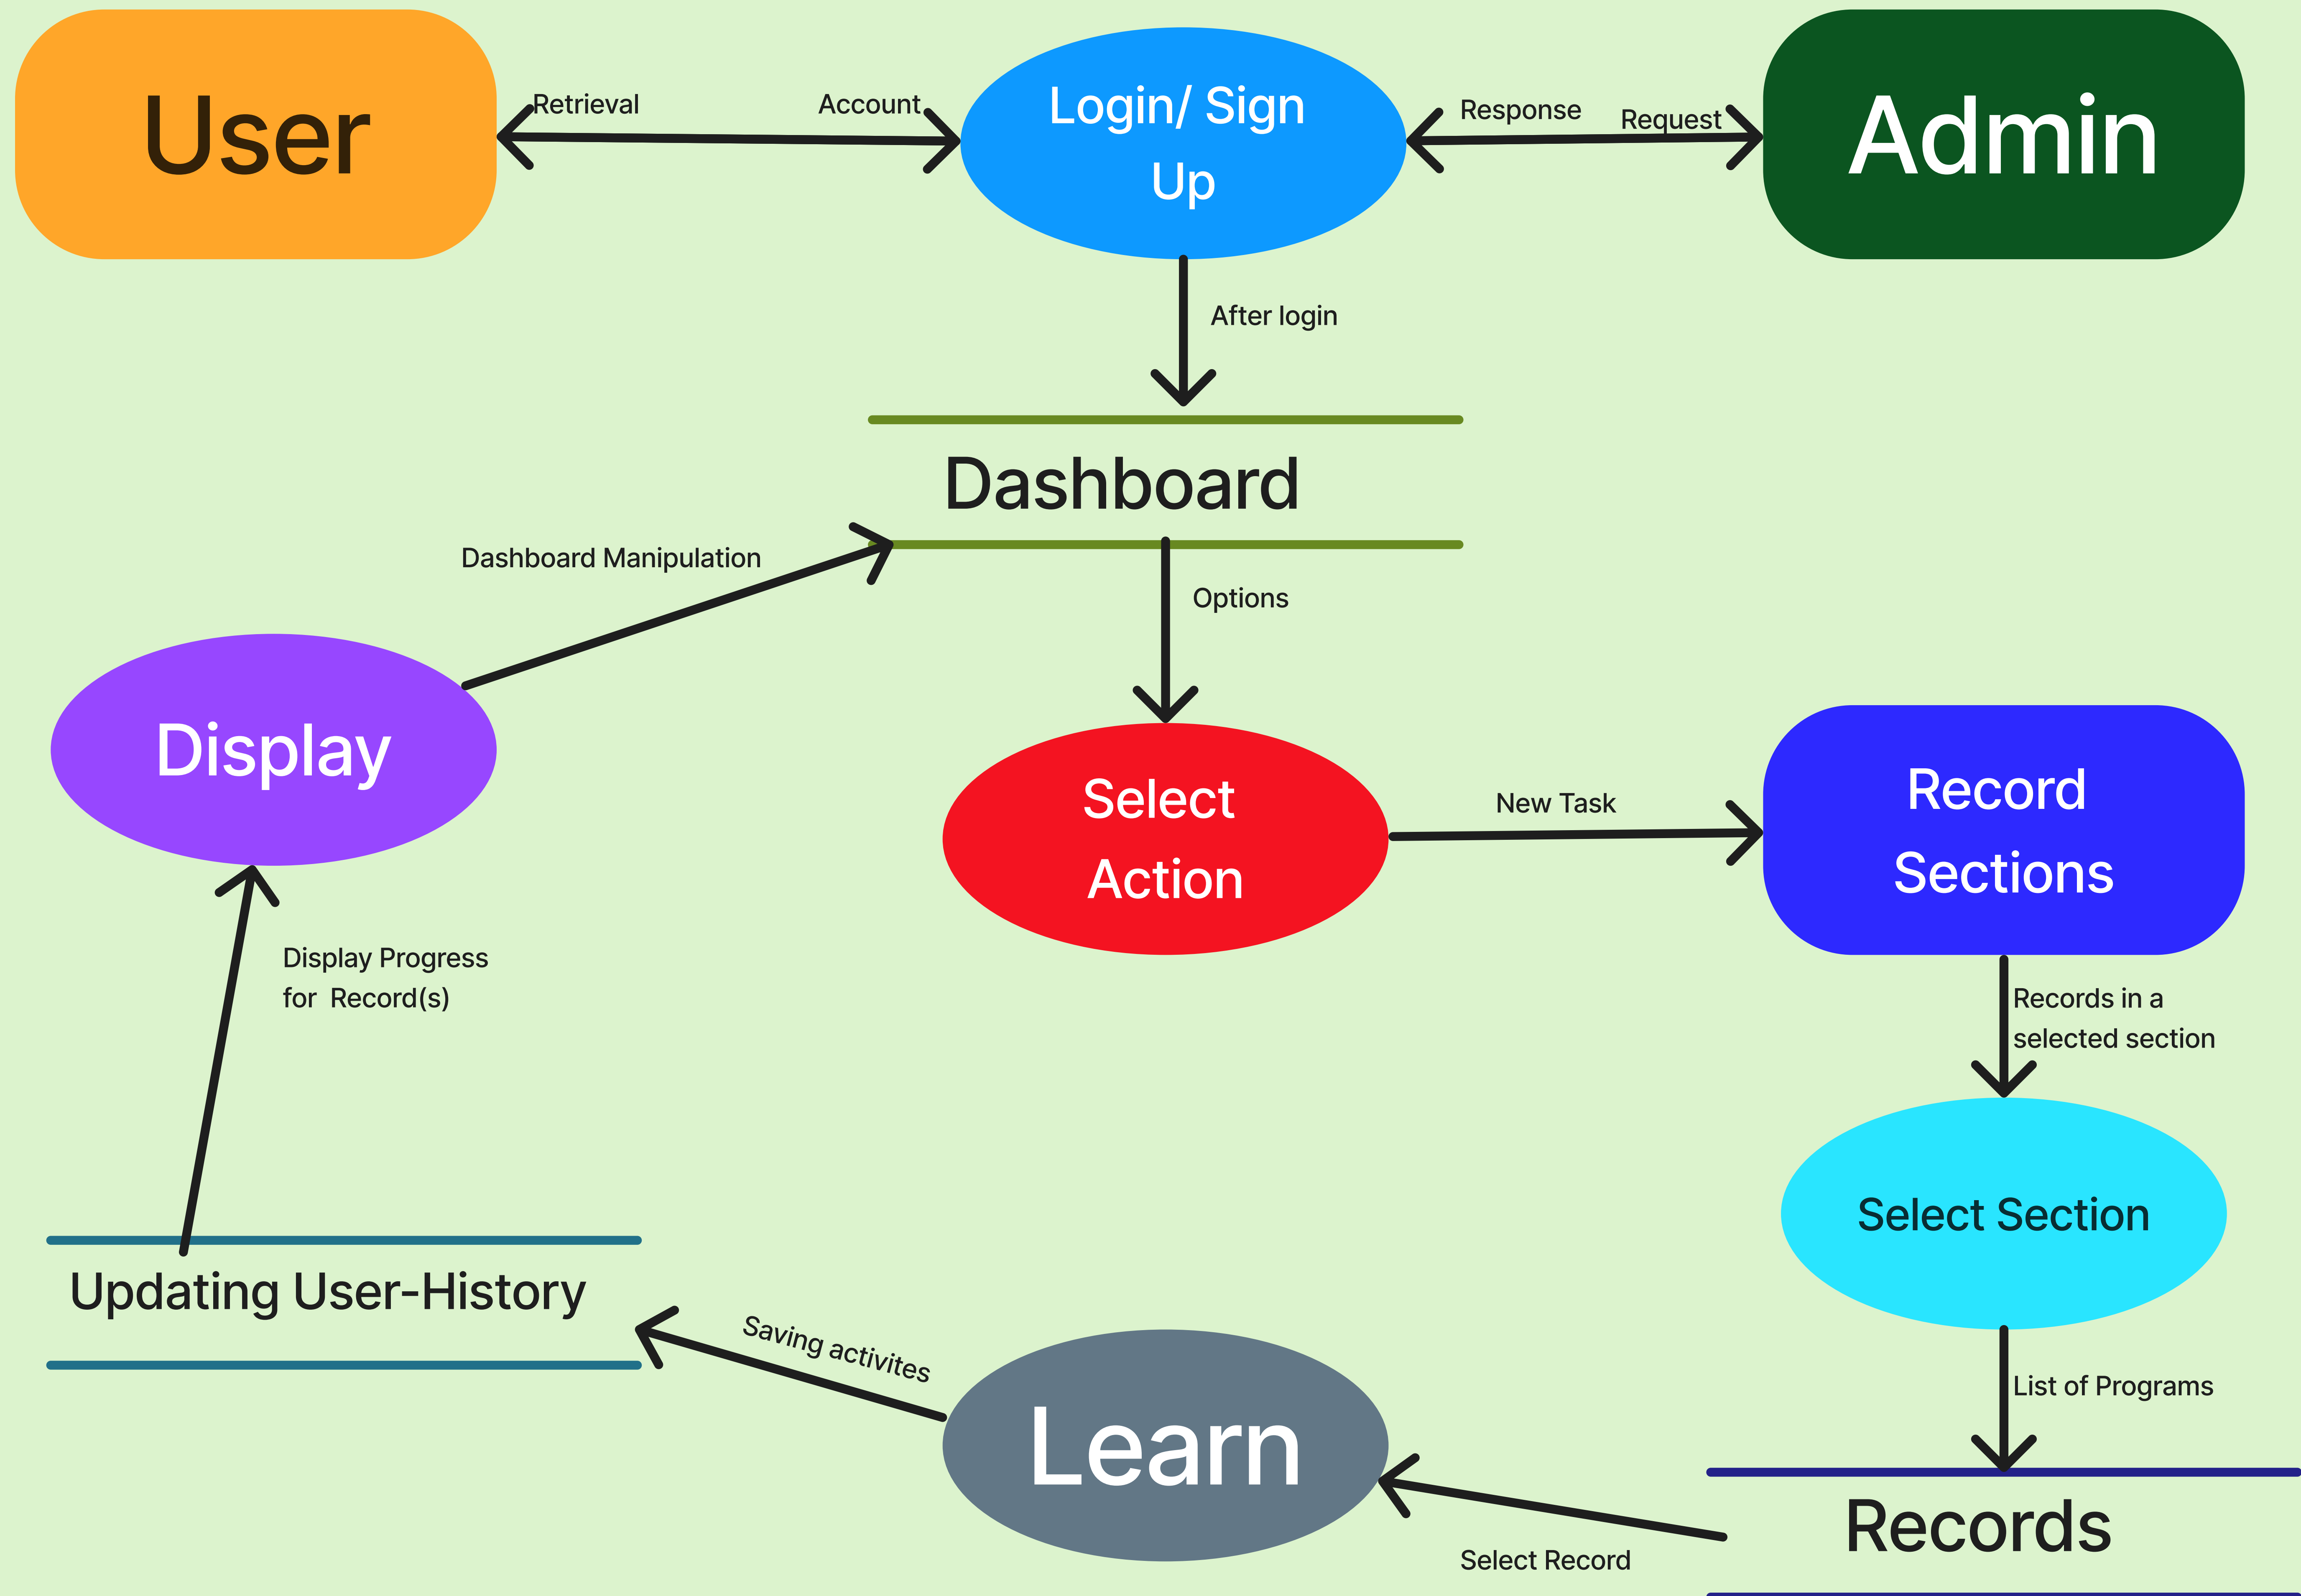 User
Retrieval
Account
Login/ Sign
Up
Response
Request
Admin
After login
Dashboard
Dashboard Manipulation
Options
Display
Select
Action
New Task
Record
Sections
Display Progress
for  Record(s)
Records in a
selected section
Select Section
Updating User-History
Saving activites
Learn
List of Programs
Select Record
Records